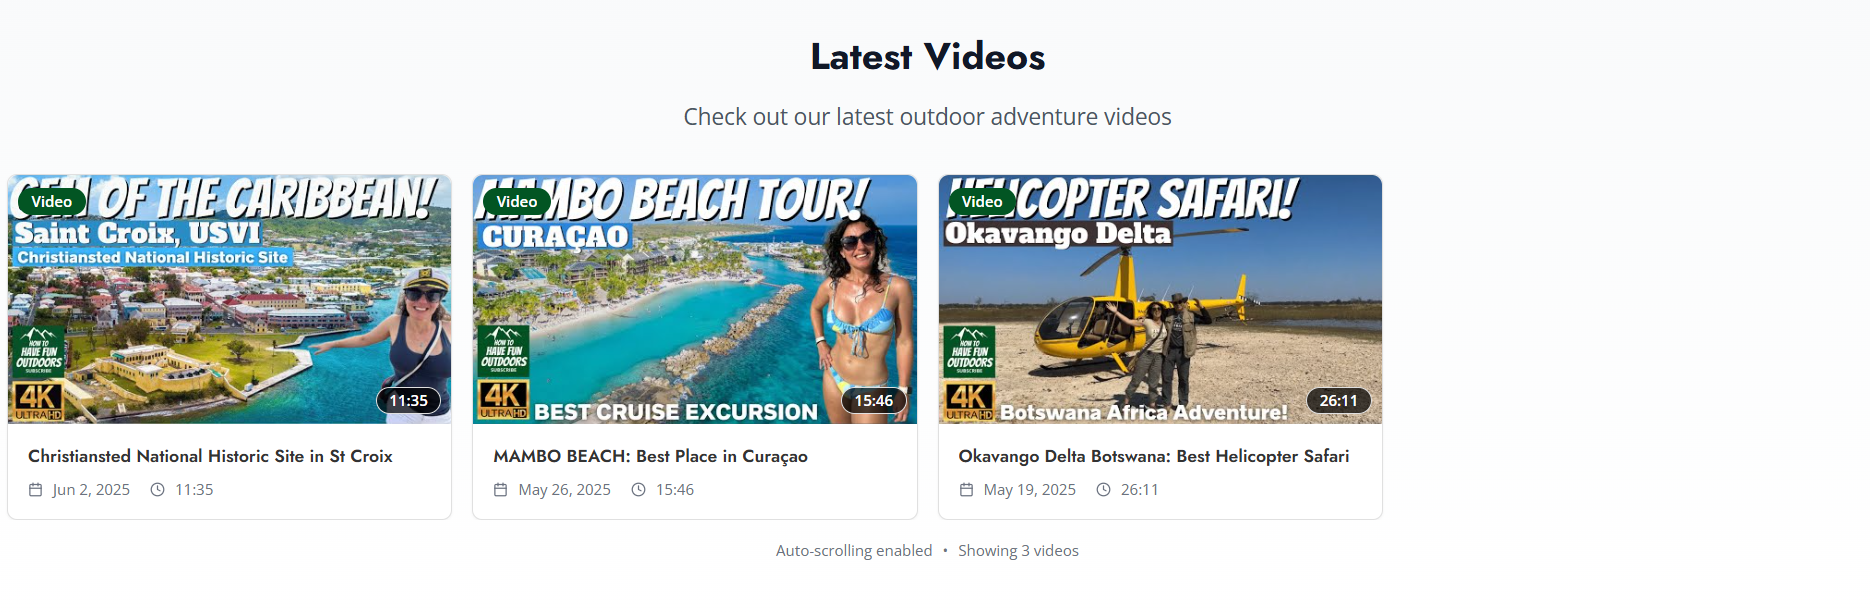 Latest Videos
Check out our latest outdoor adventure videos
Video
OF THE CARIBBEAN!
Saint Croix, USVI
Christiansted National Historic Site
HOW TO
HAVE FUN
OUTDOORS
SUBSCRIBE
4K
ULTRA HD
11:35
Christiansted National Historic Site in St Croix
Jun 2, 2025 11:35
Video
MAMBO BEACH TOUR!
CURAÇAO
HOW TO
HAVE FUN
OUTDOORS
SUBSCRIBE
4K
ULTRA HD
BEST CRUISE EXCURSION
15:46
MAMBO BEACH: Best Place in Curaçao
May 26, 2025 15:46
Video
HELICOPTER SAFARI!
Okavango Delta
HOW TO
HAVE FUN
OUTDOORS
SUBSCRIBE
4K
ULTRA HD
Botswana Africa Adventure!
26:11
Okavango Delta Botswana: Best Helicopter Safari
May 19, 2025 26:11
Auto-scrolling enabled • Showing 3 videos